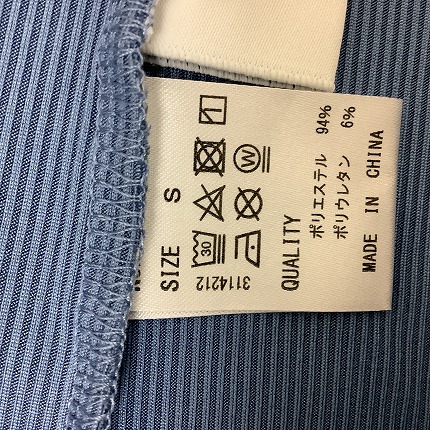 SIZE S
30
W
3114212
QUALITY
ポリエステル 94%
ポリウレタン 6%
MADE IN CHINA